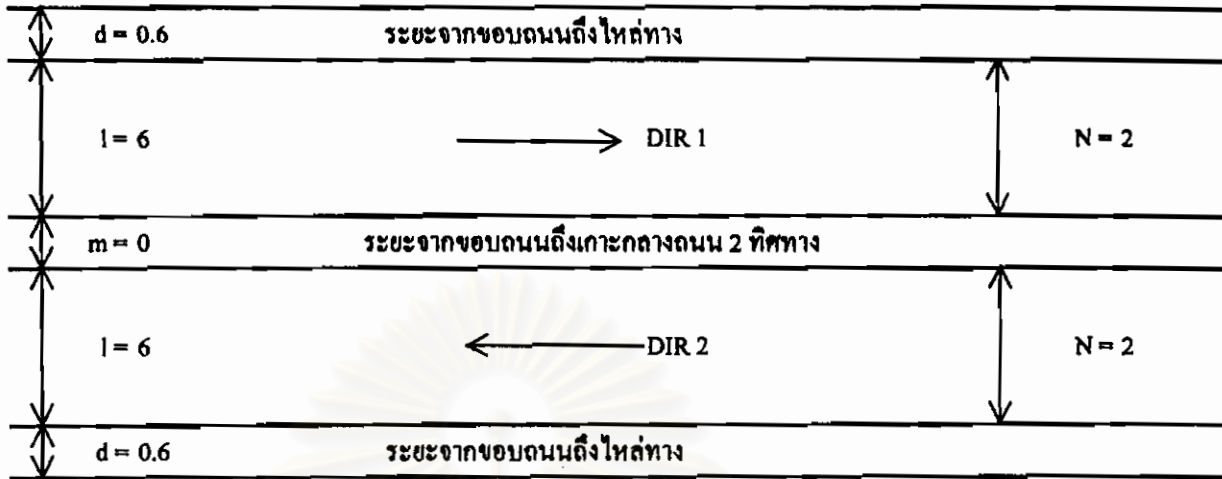 d = 0.6 ระยะจากขอบถนนถึงไหล่ทาง
l = 6 DIR 1 N = 2
m = 0 ระยะจากขอบถนนถึงเกาะกลางถนน 2 ทิศทาง
l = 6 DIR 2 N = 2
d = 0.6 ระยะจากขอบถนนถึงไหล่ทาง